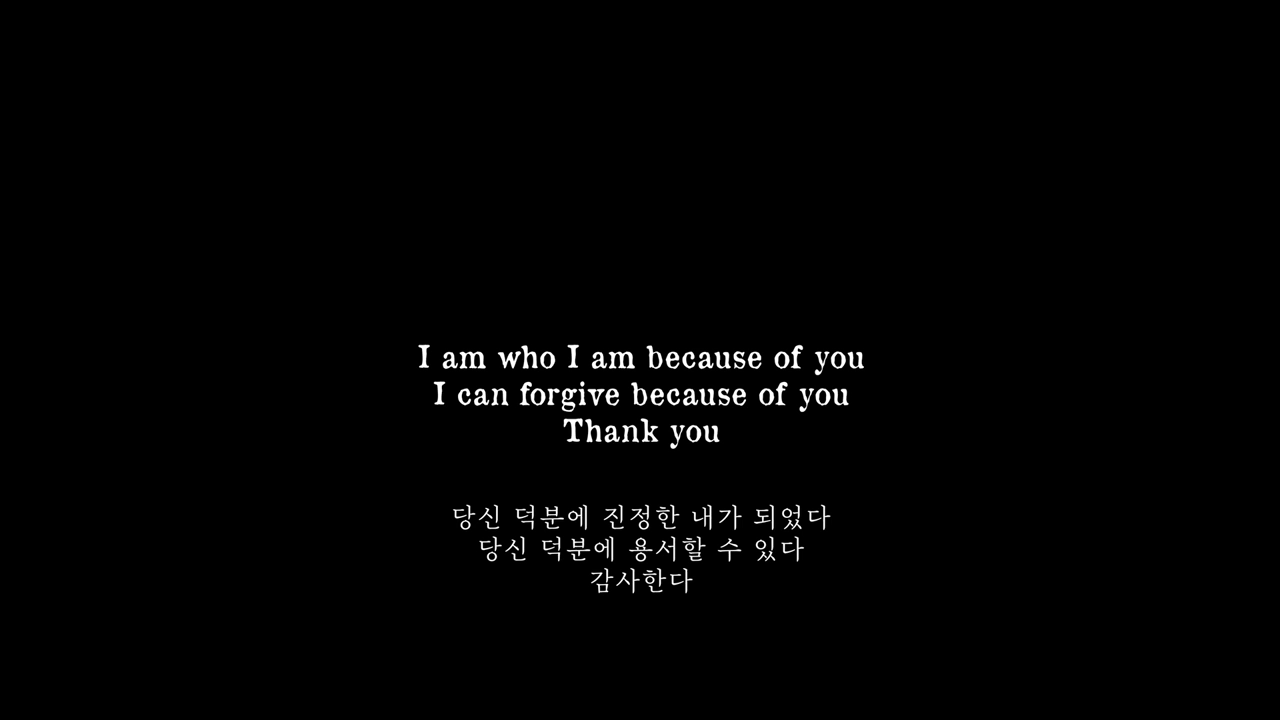 I am who I am because of you
I can forgive because of you
Thank you
당신 덕분에 진정한 내가 되었다
당신 덕분에 용서할 수 있다
감사한다